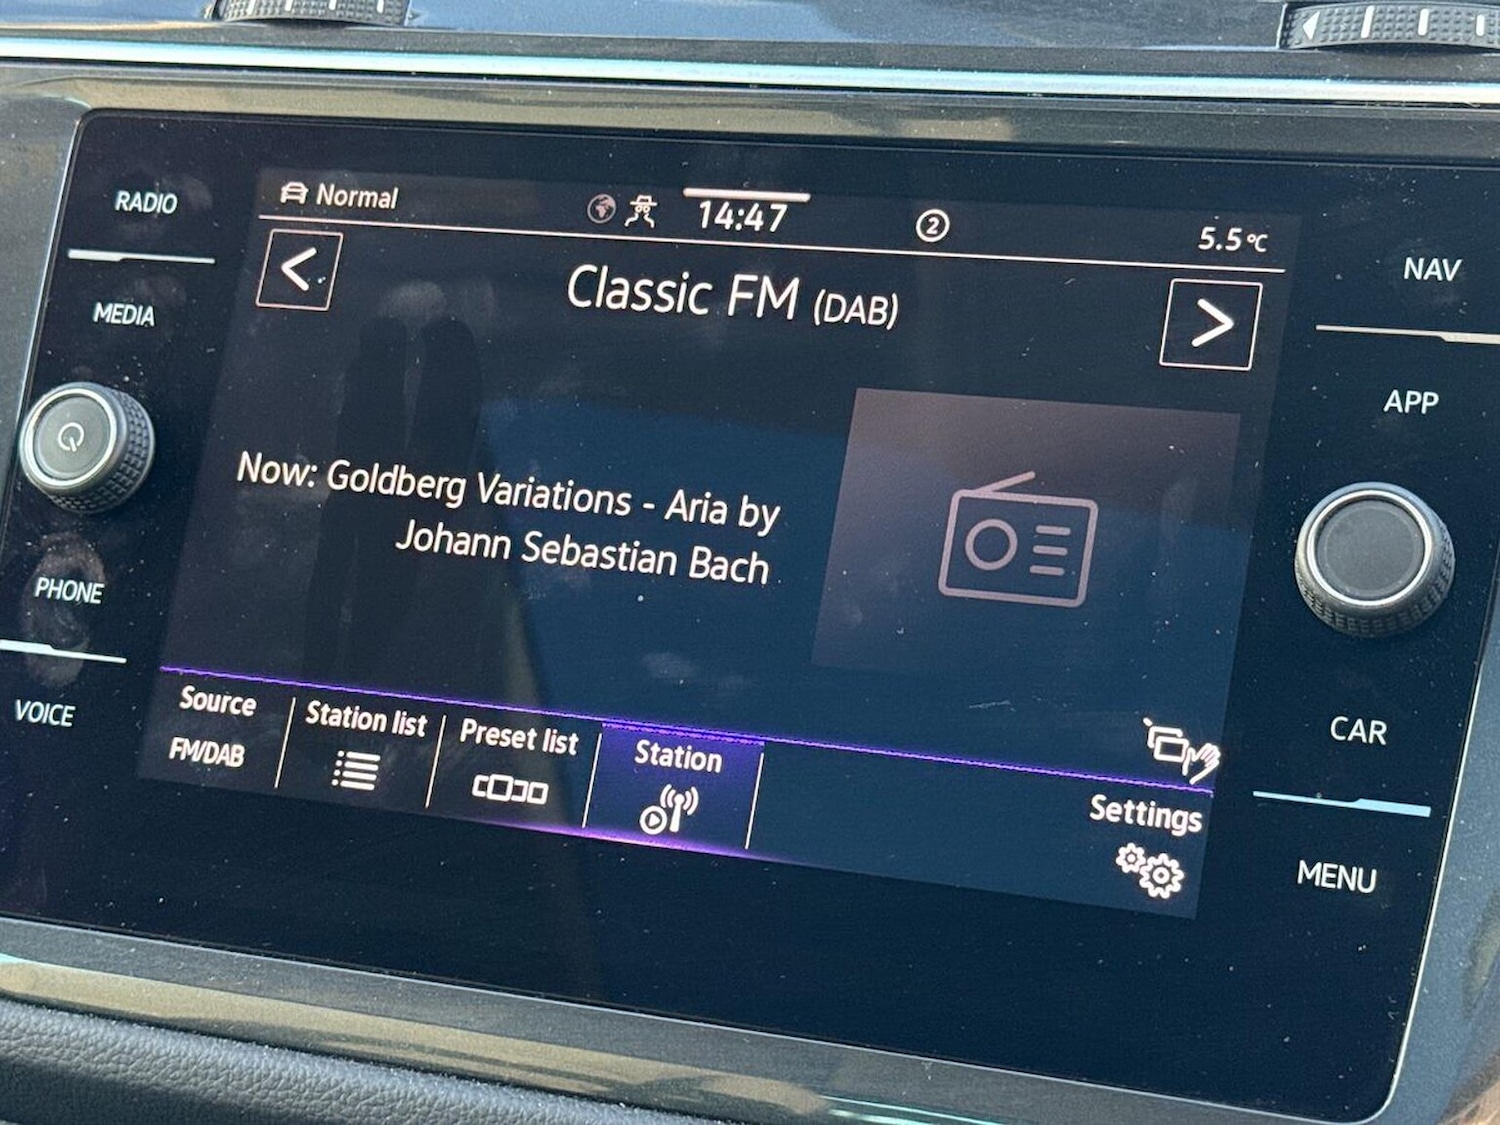 RADIO
MEDIA
PHONE
VOICE
Normal
14:47
2
5.5°C
Classic FM (DAB)
Now: Goldberg Variations - Aria by
Johann Sebastian Bach
Source
FM/DAB
Station list
Preset list
Station
Settings
NAV
APP
CAR
MENU